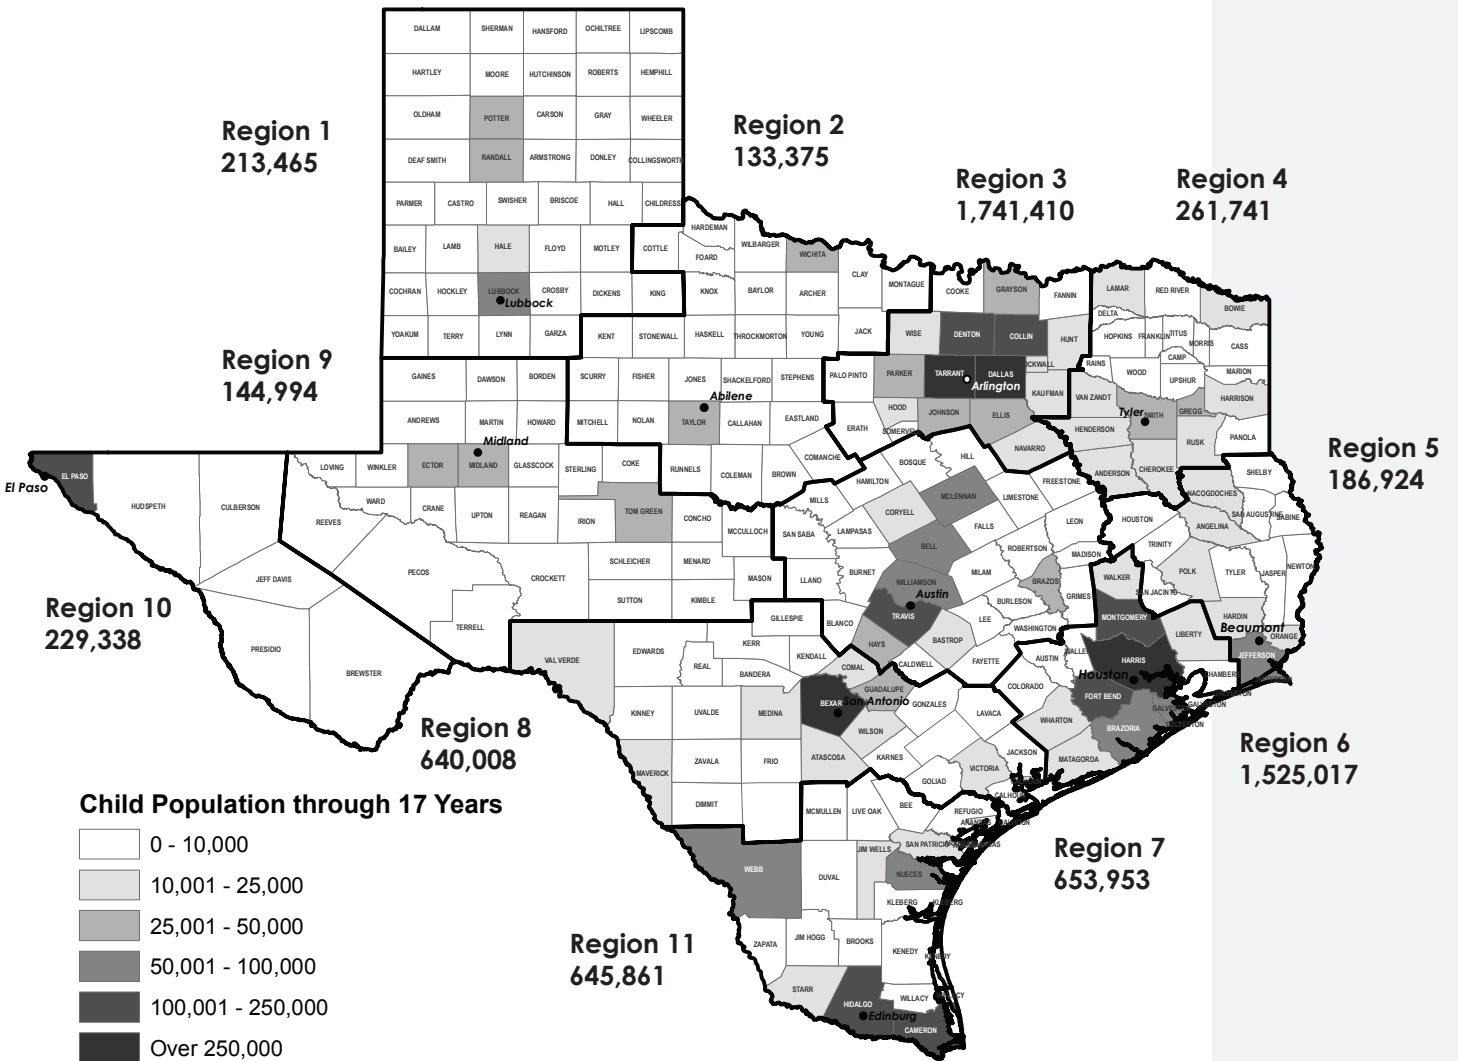 DALLAM SHERMAN HANSFORD OCHILTREE LIPSCOMB
HARTLEY MOORE HUTCHINSON ROBERTS HEMPHILL
OLDHAM POTTER CARSON GRAY WHEELER
Region 1
213,465
Region 2
133,375
DEAF SMITH RANDALL ARMSTRONG DONLEY COLLINGSWORTH
Region 3
1,741,410
Region 4
261,741
PARMER CASTRO SWISHER BRISCOE HALL CHILDRESS
BAILEY LAMB HALE FLOYD MOTLEY COTTLE HARDEMAN FOARD WILBARGER WICHITA CLAY MONTAGUE COOKE GRAYSON FANNIN LAMAR RED RIVER BOWIE
COCHRAN HOCKLEY LUBBOCK CROSBY DICKENS KING KNOX BAYLOR ARCHER
Lubbock
DELTA HOPKINS FRANKLIN TITUS MORRIS CASS
YOAKUM TERRY LYNN GARZA KENT STONEWALL HASKELL THROCKMORTON YOUNG JACK WISE DENTON COLLIN HUNT
Region 9
144,994
RAINS WOOD CAMP UPSHUR MARION
GAINES DAWSON BORDEN SCURRY FISHER JONES SHACKELFORD STEPHENS PALO PINTO PARKER TARRANT DALLAS KAUFMAN VAN ZANDT HARRISON
Abilene
Arlington
ANDREWS MARTIN HOWARD MITCHELL NOLAN TAYLOR CALLAHAN EASTLAND ERATH HOOD JOHNSON ELLIS HENDERSON SMITH GREGG RUSK PANOLA
Tyler
Midland
LOVING WINKLER ECTOR MIDLAND GLASSCOCK STERLING COKE RUNNELS COLEMAN BROWN COMANCHE BOSQUE HILL NAVARRO ANDERSON CHEROKEE SHELBY
Region 5
186,924
EL PASO HUDSPETH CULBERSON REEVES WARD CRANE UPTON REAGAN IRION TOM GREEN CONCHO MCCULLOCH MILLS HAMILTON CORYELL MCLENNAN LIMESTONE FREESTONE NACOGDOCHES SAN AUGUSTINE SABINE
El Paso
SAN SABA LAMPASAS BELL FALLS LEON HOUSTON ANGELINA TRINITY
JEFF DAVIS PECOS CROCKETT SCHLEICHER MENARD MASON LLANO BURNET WILLIAMSON MILAM ROBERTSON MADISON WALKER POLK TYLER JASPER NEWTON
Region 10
229,338
TERRELL SUTTON KIMBLE GILLESPIE BLANCO TRAVIS BURLESON BRAZOS GRIMES SAN JACINTO HARDIN
Austin
PRESIDIO BREWSTER VAL VERDE EDWARDS REAL KERR KENDALL BANDERA COMAL HAYS BASTROP LEE WASHINGTON MONTGOMERY LIBERTY ORANGE JEFFERSON
Beaumont
CALDWELL FAYETTE AUSTIN HARRIS
Houston
KINNEY UVALDE MEDINA BEXAR GUADALUPE GONZALES COLORADO FORT BEND
San Antonio
Region 8
640,008
WILSON LAVACA WHARTON BRAZORIA
Region 6
1,525,017
MAVERICK ZAVALA FRIO ATASCOSA KARNES JACKSON MATAGORDA
DIMMIT MCMULLEN LIVE OAK BEE GOLIAD VICTORIA REFUGIO
Child Population through 17 Years
0 - 10,000
10,001 - 25,000
25,001 - 50,000
50,001 - 100,000
100,001 - 250,000
Over 250,000
Region 7
653,953
WEBB DUVAL JIM WELLS NUECES KLEBERG
Region 11
645,861
ZAPATA JIM HOGG BROOKS KENEDY
STARR HIDALGO WILLACY
Edinburg
CAMERON